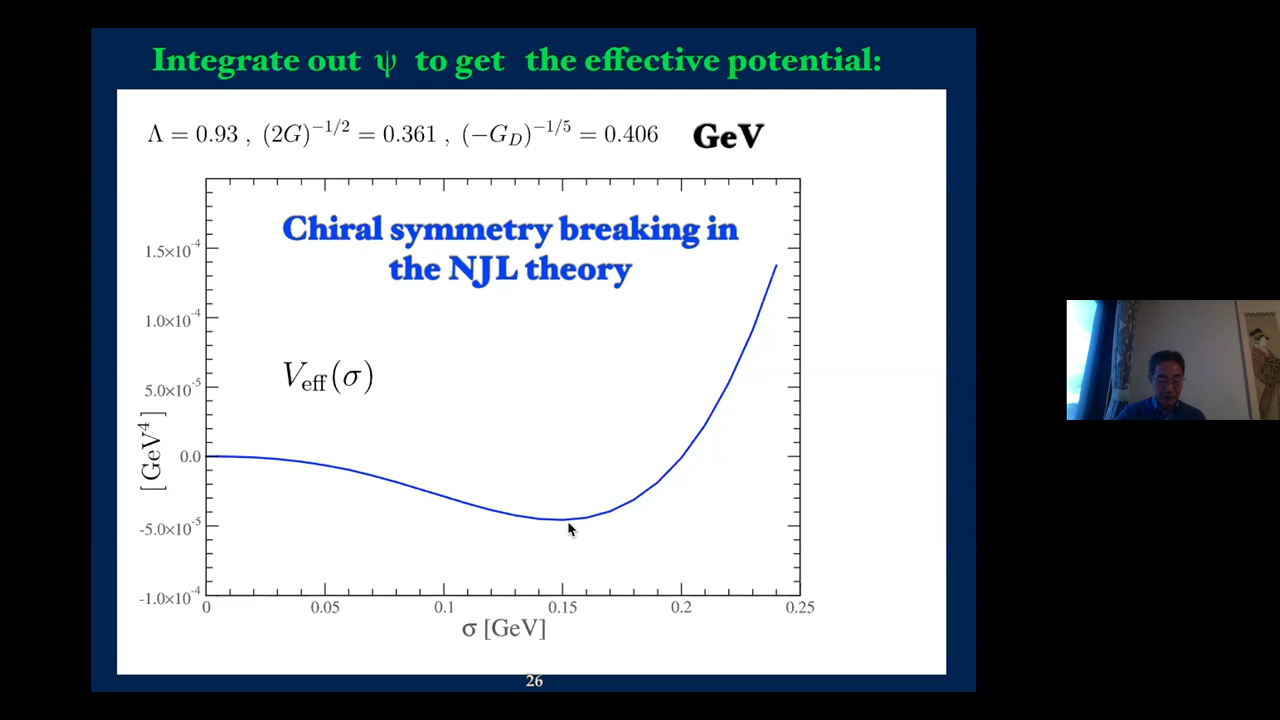 Integrate out ψ to get the effective potential:
Λ = 0.93 , (2G)^{−1/2} = 0.361 , (−G_D)^{−1/5} = 0.406 GeV
Chiral symmetry breaking in
the NJL theory
V_eff(σ)
[ GeV^4 ]
1.5×10^-4
1.0×10^-4
5.0×10^-5
0.0
-5.0×10^-5
-1.0×10^-4
0 0.05 0.1 0.15 0.2 0.25
σ [GeV]
26